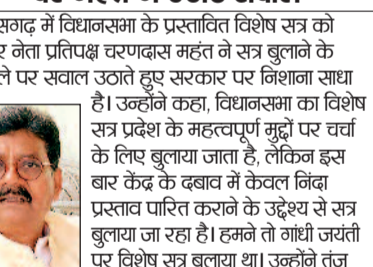 सगढ़ में विधानसभा के प्रस्तावित विशेष सत्र को
नेता प्रतिपक्ष चरणदास महंत ने सत्र बुलाने के
पर सवाल उठाते हुए सरकार पर निशाना साधा
है। उन्होंने कहा, विधानसभा का विशेष
सत्र प्रदेश के महत्वपूर्ण मुद्दों पर चर्चा
के लिए बुलाया जाता है, लेकिन इस
बार केंद्र के दबाव में केवल निंदा
प्रस्ताव पारित कराने के उद्देश्य से सत्र
बुलाया जा रहा है। हमने तो गांधी जयंती
पर विशेष सत्र बुलाया था। उन्होंने तंज